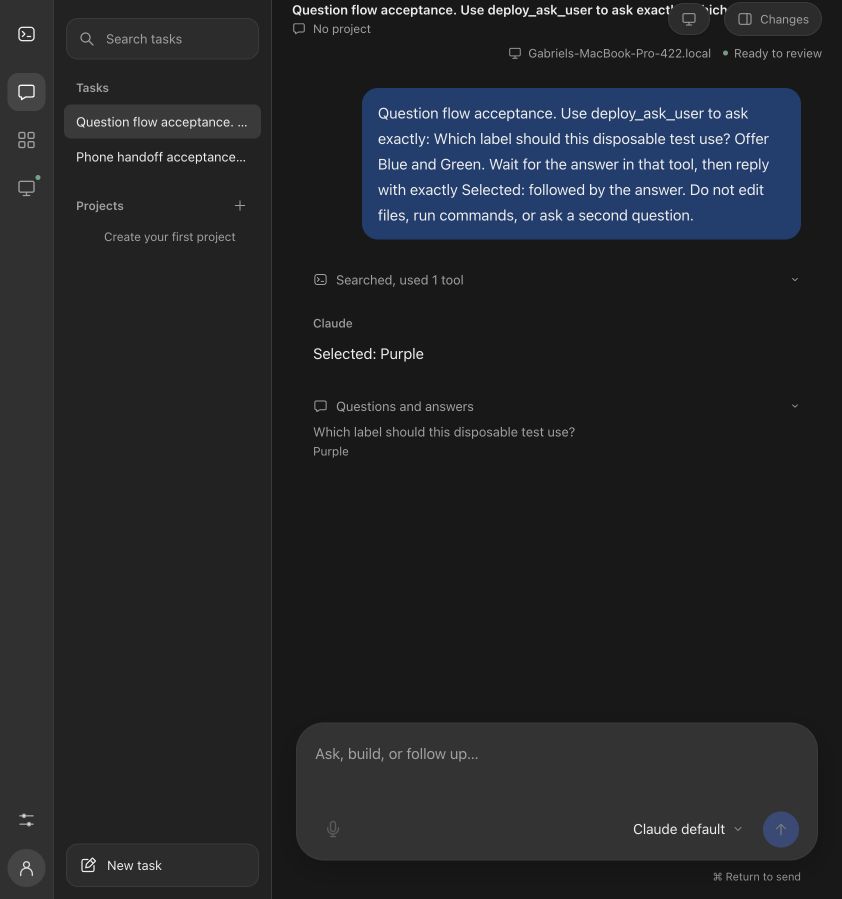 Question flow acceptance. Use deploy_ask_user to ask
No project
Changes
Gabriels-MacBook-Pro-422.local
Ready to review
Search tasks
Tasks
Question flow acceptance. ...
Phone handoff acceptance...
Projects
Create your first project
Question flow acceptance. Use deploy_ask_user to ask
exactly: Which label should this disposable test use? Offer
Blue and Green. Wait for the answer in that tool, then reply
with exactly Selected: followed by the answer. Do not edit
files, run commands, or ask a second question.
Searched, used 1 tool
Claude
Selected: Purple
Questions and answers
Which label should this disposable test use?
Purple
Ask, build, or follow up...
Claude default
⌘ Return to send
New task